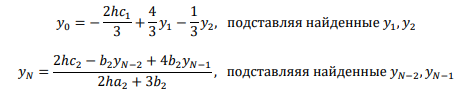 y₀ = −2hc₁/3 + 4/3 y₁ − 1/3 y₂, подставляя найденные y₁, y₂
y_N = (2hc₂ − b₂y_{N−2} + 4b₂y_{N−1})/(2ha₂ + 3b₂), подставляяя найденные y_{N−2}, y_{N−1}